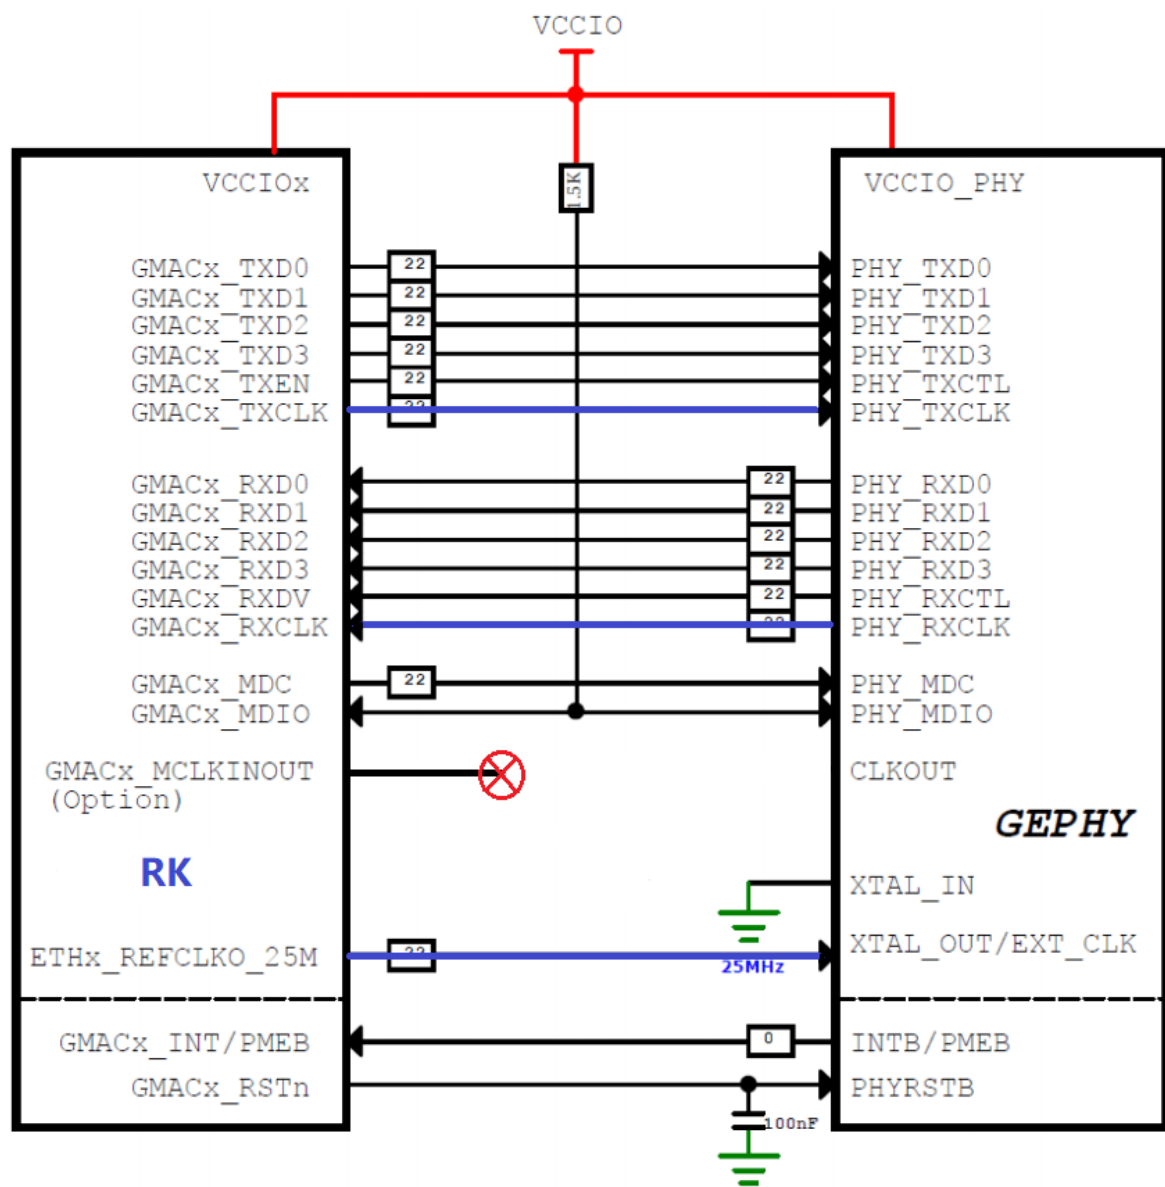 VCCIO
VCCIOx
1.5K
VCCIO_PHY
GMACx_TXD0 22 PHY_TXD0
GMACx_TXD1 22 PHY_TXD1
GMACx_TXD2 22 PHY_TXD2
GMACx_TXD3 22 PHY_TXD3
GMACx_TXEN 22 PHY_TXCTL
GMACx_TXCLK 22 PHY_TXCLK
GMACx_RXD0 22 PHY_RXD0
GMACx_RXD1 22 PHY_RXD1
GMACx_RXD2 22 PHY_RXD2
GMACx_RXD3 22 PHY_RXD3
GMACx_RXDV 22 PHY_RXCTL
GMACx_RXCLK 22 PHY_RXCLK
GMACx_MDC 22 PHY_MDC
GMACx_MDIO PHY_MDIO
GMACx_MCLKINOUT CLKOUT
(Option)
GEPHY
RK
XTAL_IN
ETHx_REFCLKO_25M 22 XTAL_OUT/EXT_CLK
25MHz
GMACx_INT/PMEB 0 INTB/PMEB
GMACx_RSTn PHYRSTB
100nF